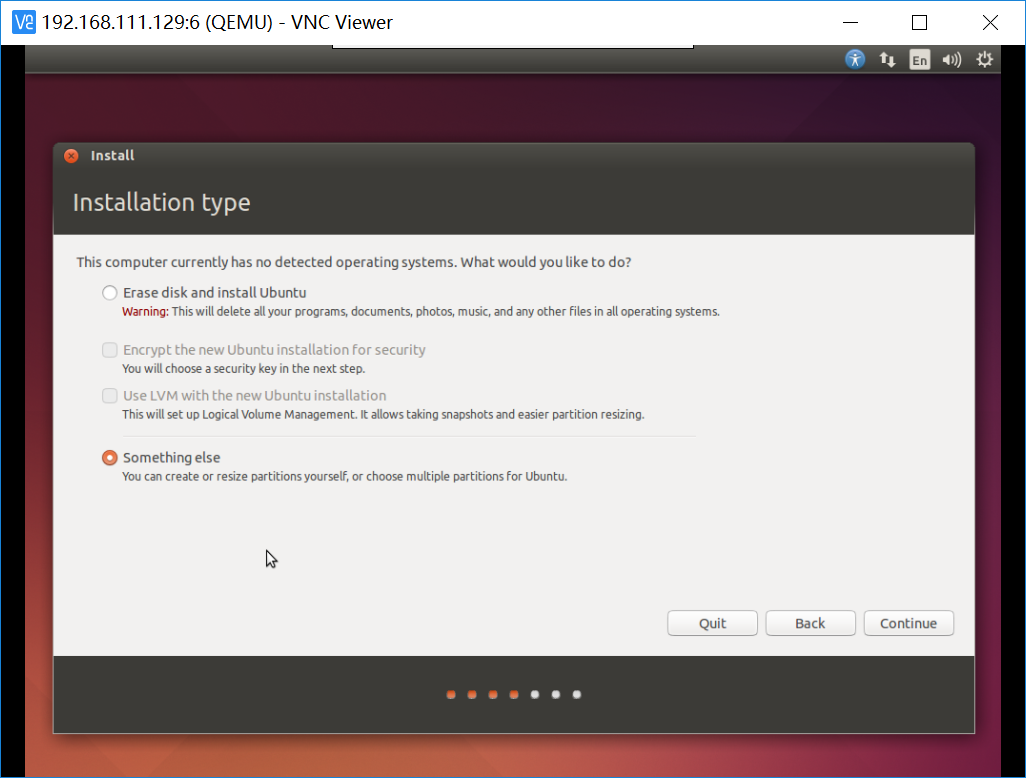 V2 192.168.111.129:6 (QEMU) - VNC Viewer
En
Install
Installation type
This computer currently has no detected operating systems. What would you like to do?
Erase disk and install Ubuntu
Warning: This will delete all your programs, documents, photos, music, and any other files in all operating systems.
Encrypt the new Ubuntu installation for security
You will choose a security key in the next step.
Use LVM with the new Ubuntu installation
This will set up Logical Volume Management. It allows taking snapshots and easier partition resizing.
Something else
You can create or resize partitions yourself, or choose multiple partitions for Ubuntu.
Quit Back Continue